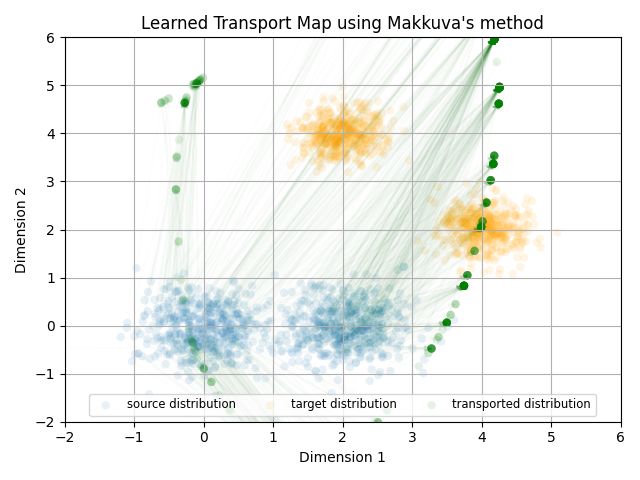 Learned Transport Map using Makkuva's method
6
5
4
3
2
1
0
−1
−2
Dimension 2
source distribution target distribution transported distribution
−2 −1 0 1 2 3 4 5 6
Dimension 1